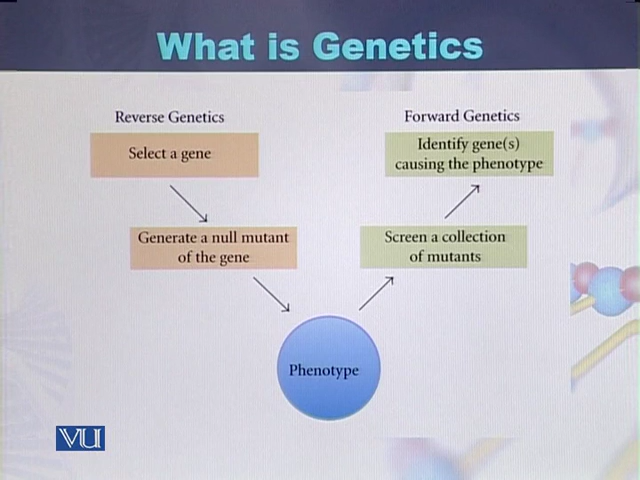 What is Genetics
Reverse Genetics
Select a gene
Generate a null mutant
of the gene
Phenotype
Forward Genetics
Identify gene(s)
causing the phenotype
Screen a collection
of mutants
VU